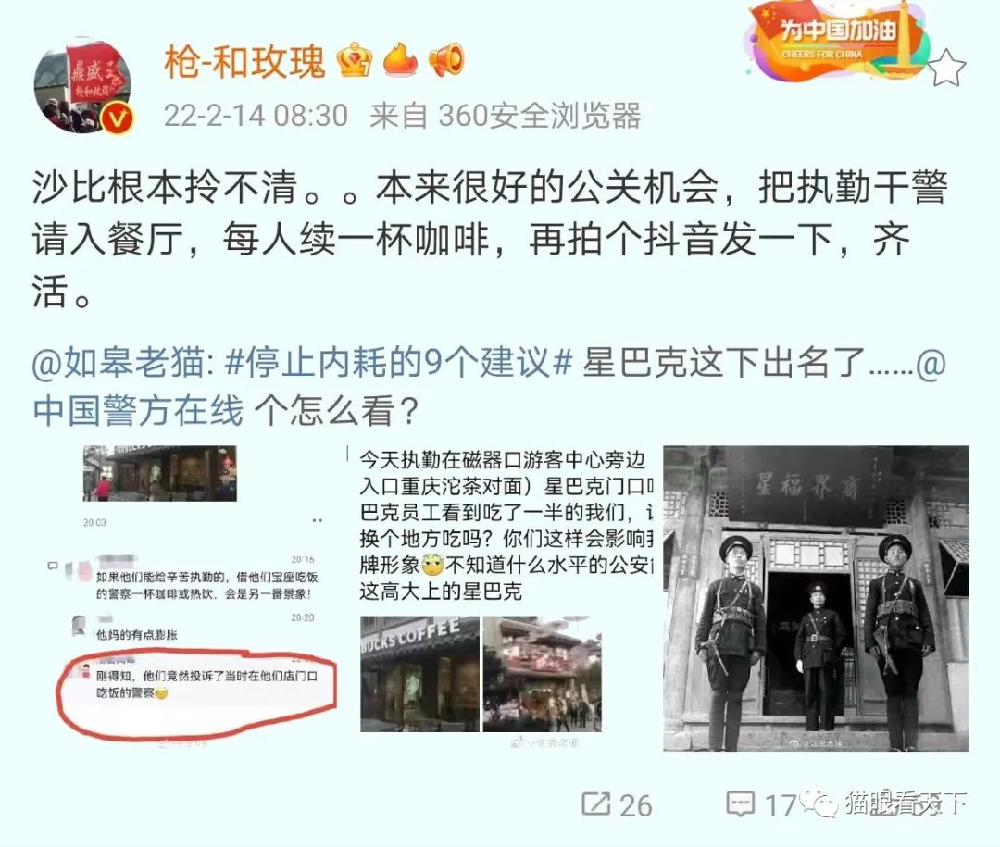 为中国加油
CHEERS FOR CHINA
鼎盛王
枪和玫瑰
枪-和玫瑰
22-2-14 08:30 来自 360安全浏览器
沙比根本拎不清。。本来很好的公关机会，把执勤干警
请入餐厅，每人续一杯咖啡，再拍个抖音发一下，齐
活。
@如皋老猫: #停止内耗的9个建议# 星巴克这下出名了......@
中国警方在线 个怎么看？
20:03
20:16
如果他们能给辛苦执勤的，借他们宝座吃饭
的警察一杯咖啡或热饮，会是另一番景象！
20:20
他妈的有点膨胀
刚得知，他们竟然投诉了当时在他们店门口
吃饭的警察
今天执勤在磁器口游客中心旁边
入口重庆沱茶对面）星巴克门口
巴克员工看到吃了一半的我们，
换个地方吃吗？你们这样会影响
牌形象不知道什么水平的公安
这高大上的星巴克
BUCKS COFFEE
星福界商
@如皋老猫
26
17
59
猫眼看天下